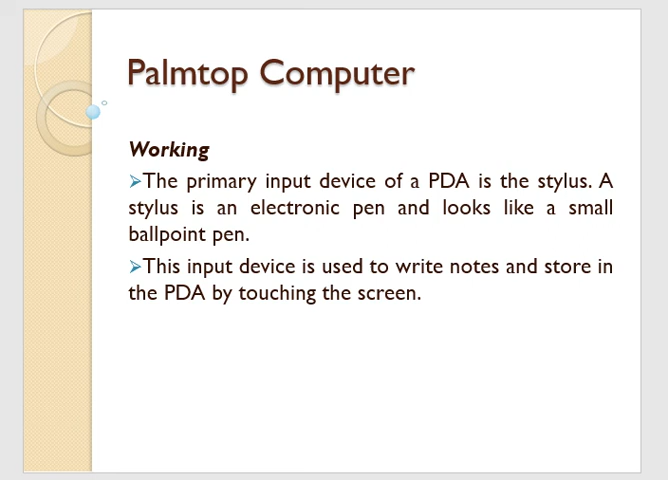 Palmtop Computer
Working
➢The primary input device of a PDA is the stylus. A
stylus is an electronic pen and looks like a small
ballpoint pen.
➢This input device is used to write notes and store in
the PDA by touching the screen.